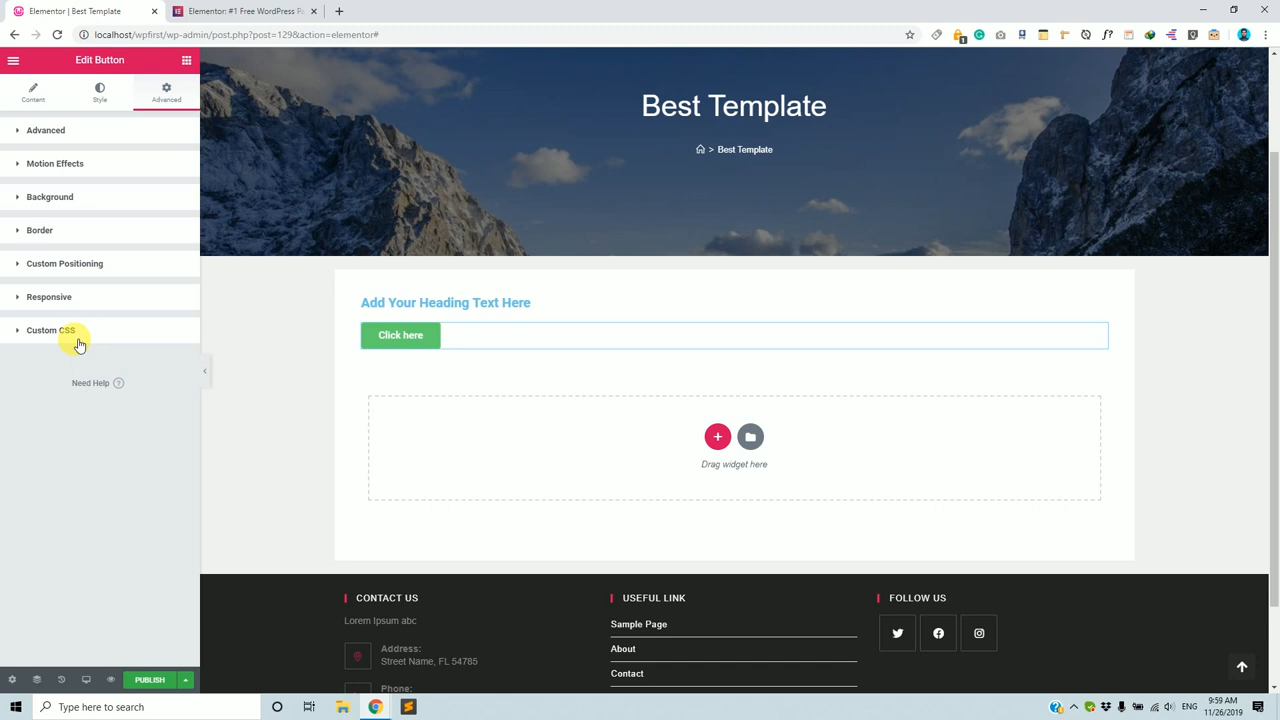 Elementor Template
Elementor | Elementor: Test #1
localhost/wpfirst/wp-admin/post.php?post=129&action=elementor#
1
Edit Button
Content
Style
Advanced
Advanced
Motion Effects
Background
Border
Custom Positioning
Responsive
Custom CSS
Need Help ?
PUBLISH
Best Template
> Best Template
Add Your Heading Text Here
Click here
Drag widget here
CONTACT US
Lorem Ipsum abc
Address:
Street Name, FL 54785
Phone:
USEFUL LINK
Sample Page
About
Contact
FOLLOW US
Type here to search
ENG
9:59 AM
11/26/2019